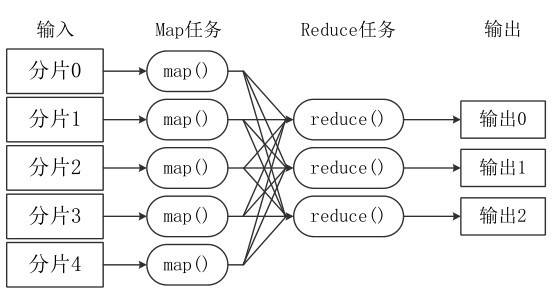 输入 Map任务 Reduce任务 输出
分片0 map()
分片1 map() reduce() 输出0
分片2 map() reduce() 输出1
分片3 map() reduce() 输出2
分片4 map()